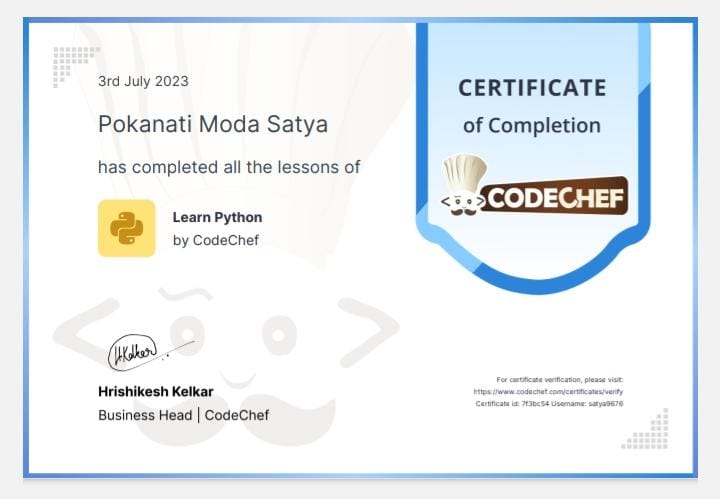 3rd July 2023
Pokanati Moda Satya
has completed all the lessons of
Learn Python
by CodeChef
CERTIFICATE
of Completion
CODECHEF
HKelkar
Hrishikesh Kelkar
Business Head | CodeChef
For certificate verification, please visit:
https://www.codechef.com/certificates/verify
Certificate id: 7f3bc54 Username: satya9676